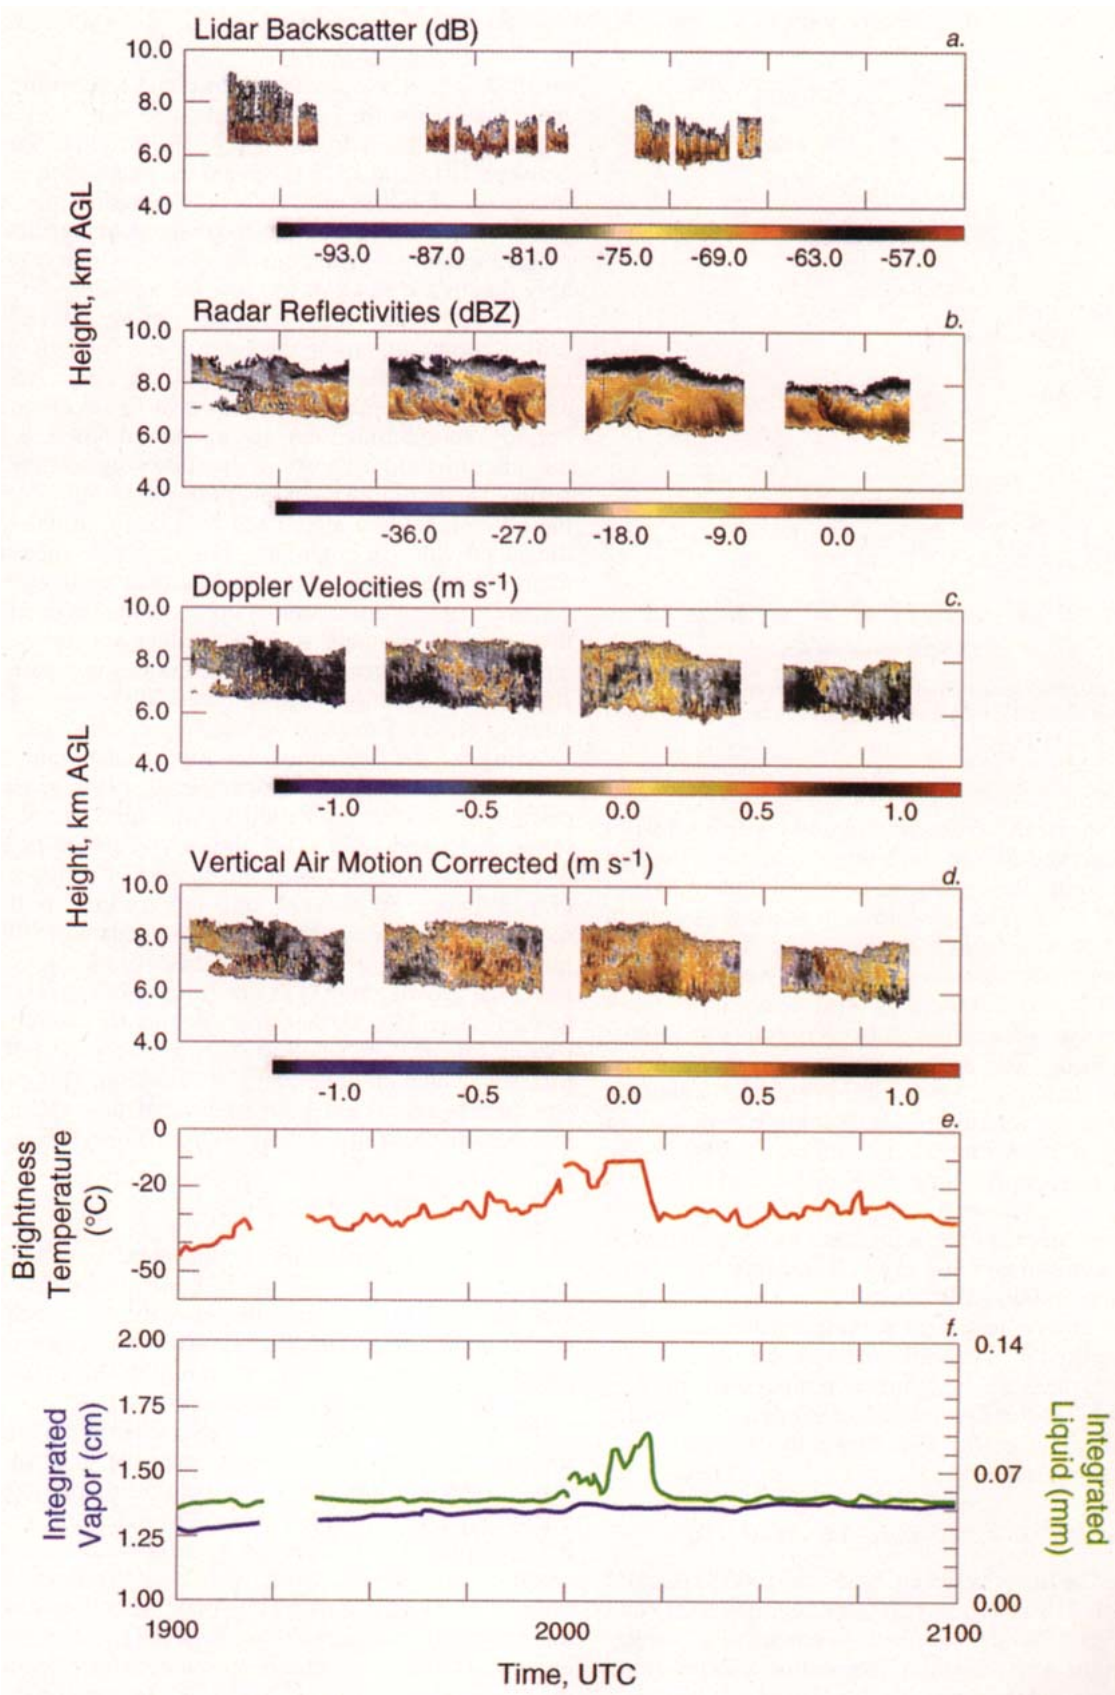 Lidar Backscatter (dB)
a.
10.0
8.0
6.0
4.0
Height, km AGL
-93.0 -87.0 -81.0 -75.0 -69.0 -63.0 -57.0
Radar Reflectivities (dBZ)
b.
10.0
8.0
6.0
4.0
-36.0 -27.0 -18.0 -9.0 0.0
Doppler Velocities (m s-1)
c.
10.0
8.0
6.0
4.0
Height, km AGL
-1.0 -0.5 0.0 0.5 1.0
Vertical Air Motion Corrected (m s-1)
d.
10.0
8.0
6.0
4.0
-1.0 -0.5 0.0 0.5 1.0
e.
Brightness
Temperature
(°C)
0
-20
-50
f.
Integrated
Vapor (cm)
2.00
1.75
1.50
1.25
1.00
0.14
0.07
0.00
Integrated
Liquid (mm)
1900 2000 2100
Time, UTC